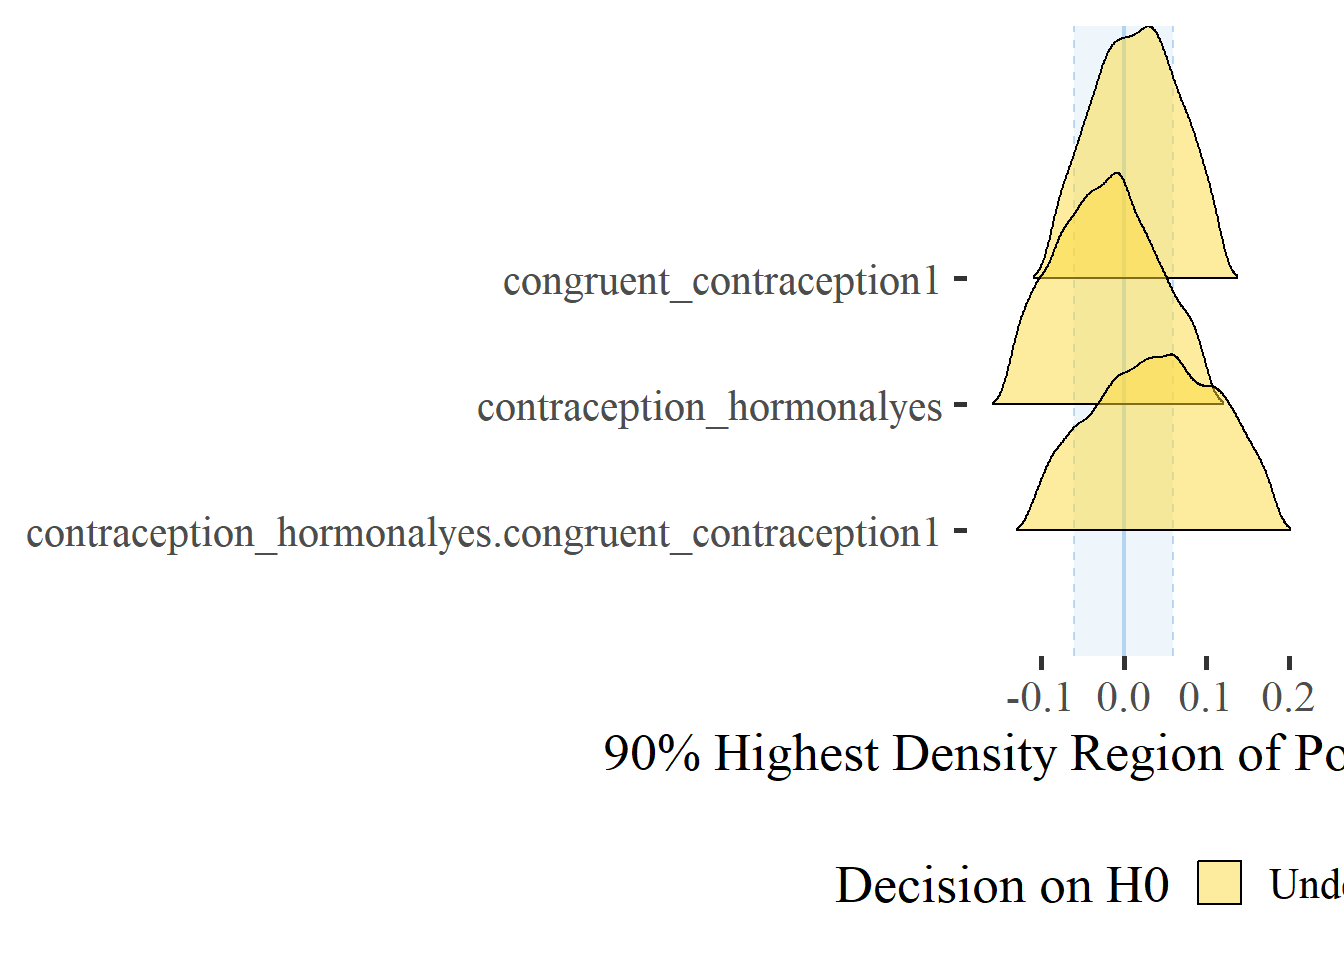 congruent_contraception1
contraception_hormonalyes
contraception_hormonalyes.congruent_contraception1
-0.1 0.0 0.1 0.2
90% Highest Density Region of Po
Decision on H0 Unde